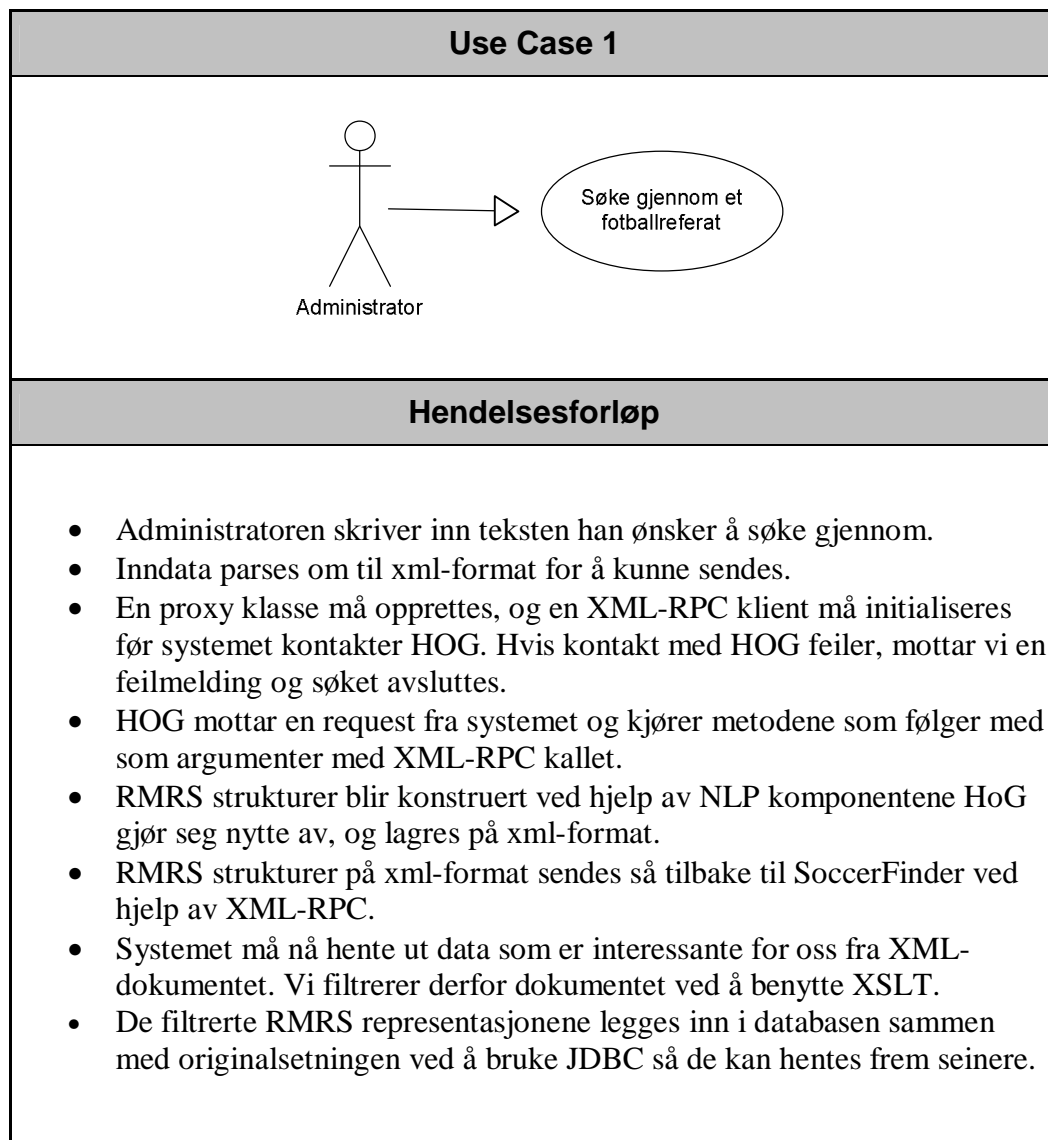 Use Case 1
Søke gjennom et
fotballreferat
Administrator
Hendelsesforløp
• Administratoren skriver inn teksten han ønsker å søke gjennom.
• Inndata parses om til xml-format for å kunne sendes.
• En proxy klasse må opprettes, og en XML-RPC klient må initialiseres
før systemet kontakter HOG. Hvis kontakt med HOG feiler, mottar vi en
feilmelding og søket avsluttes.
• HOG mottar en request fra systemet og kjører metodene som følger med
som argumenter med XML-RPC kallet.
• RMRS strukturer blir konstruert ved hjelp av NLP komponentene HoG
gjør seg nytte av, og lagres på xml-format.
• RMRS strukturer på xml-format sendes så tilbake til SoccerFinder ved
hjelp av XML-RPC.
• Systemet må nå hente ut data som er interessante for oss fra XML-
dokumentet. Vi filtrerer derfor dokumentet ved å benytte XSLT.
• De filtrerte RMRS representasjonene legges inn i databasen sammen
med originalsetningen ved å bruke JDBC så de kan hentes frem seinere.